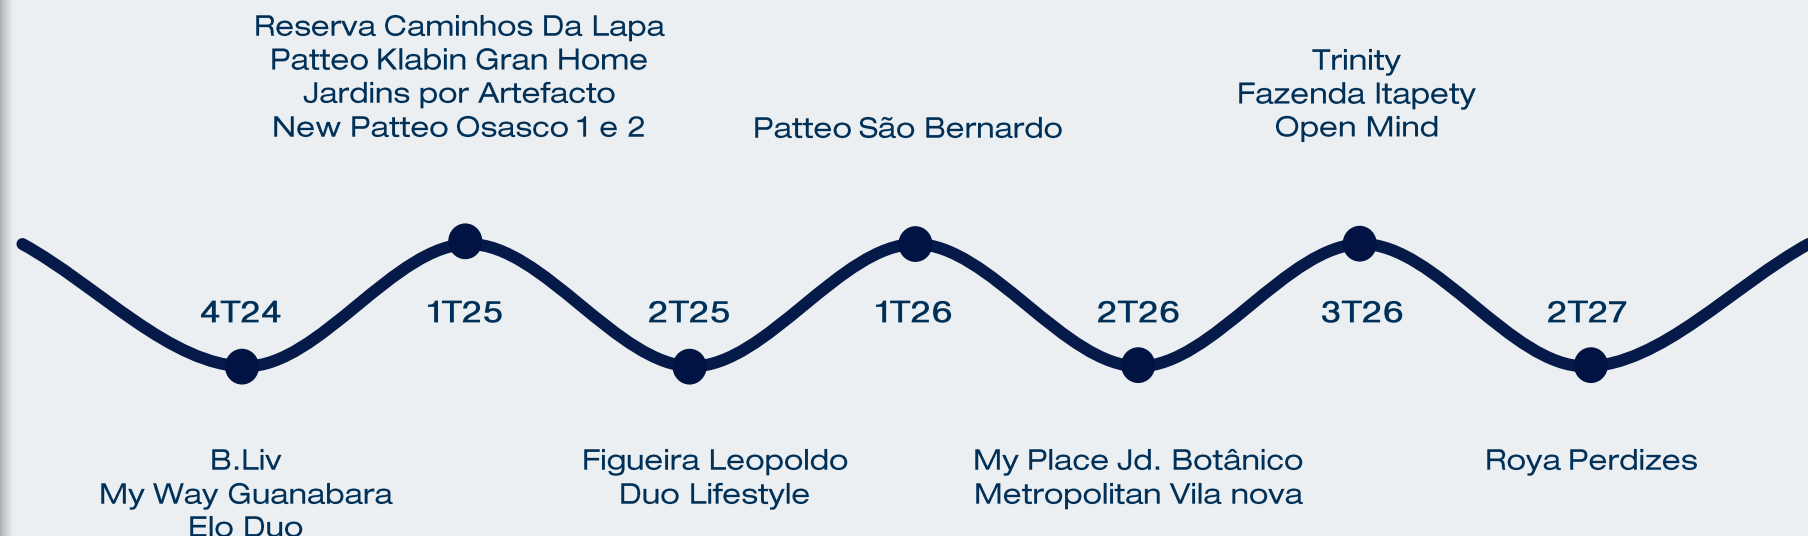 Reserva Caminhos Da Lapa
Patteo Klabin Gran Home
Jardins por Artefacto
New Patteo Osasco 1 e 2
Patteo São Bernardo
Trinity
Fazenda Itapety
Open Mind
4T24
1T25
2T25
1T26
2T26
3T26
2T27
B.Liv
My Way Guanabara
Elo Duo
Figueira Leopoldo
Duo Lifestyle
My Place Jd. Botânico
Metropolitan Vila nova
Roya Perdizes